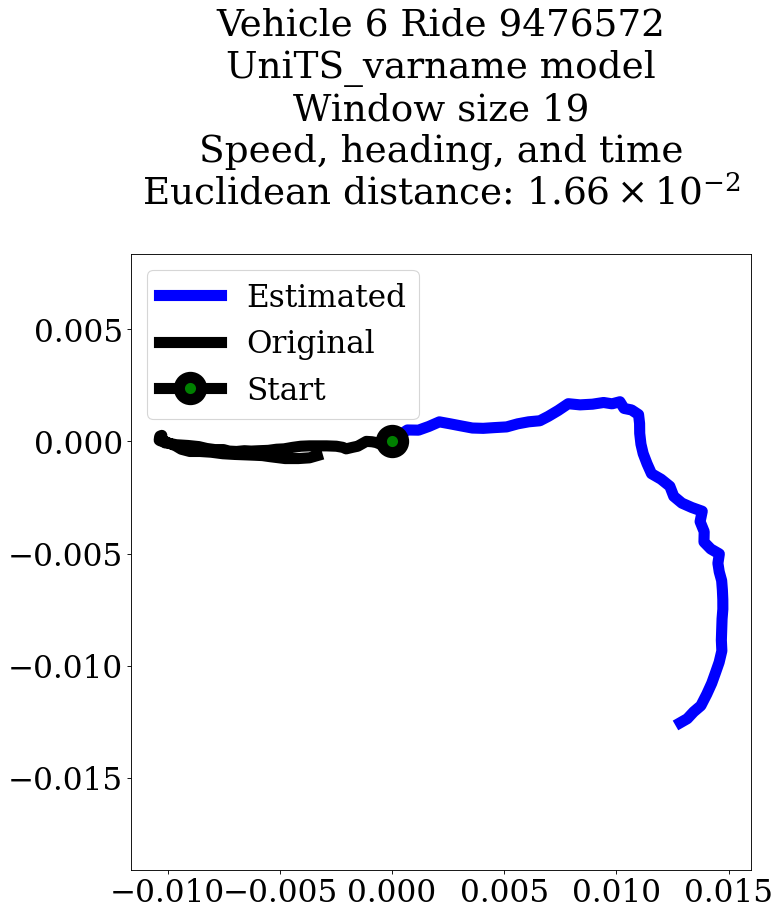 Vehicle 6 Ride 9476572
UniTS_varname model
Window size 19
Speed, heading, and time
Euclidean distance: 1.66 × 10⁻²
Estimated
Original
Start
0.005
0.000
−0.005
−0.010
−0.015
−0.010 −0.005 0.000 0.005 0.010 0.015